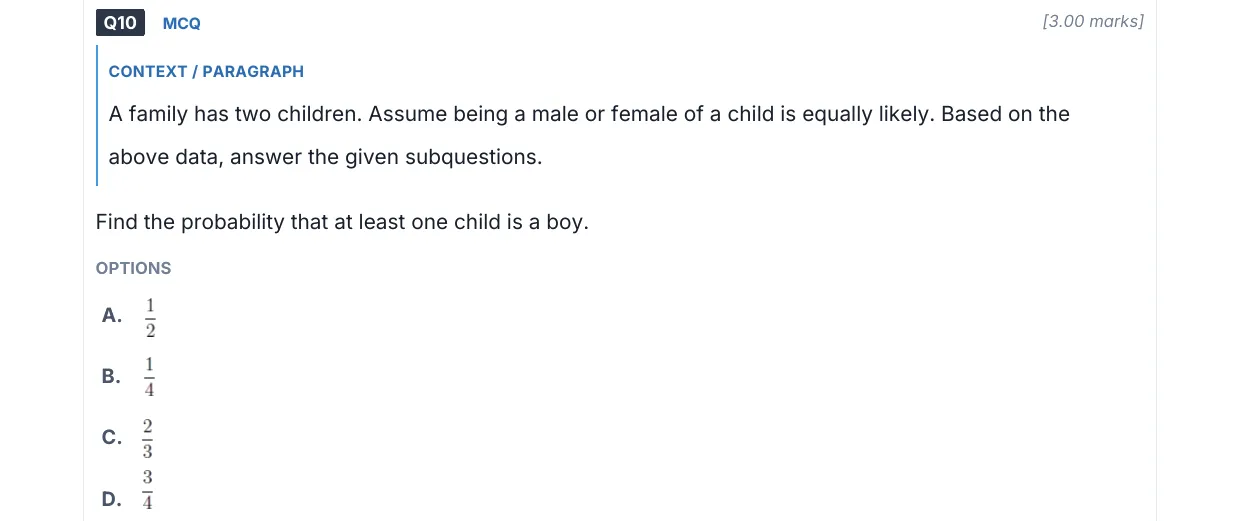 Q10 MCQ [3.00 marks]
CONTEXT / PARAGRAPH
A family has two children. Assume being a male or female of a child is equally likely. Based on the
above data, answer the given subquestions.
Find the probability that at least one child is a boy.
OPTIONS
A. 1/2
B. 1/4
C. 2/3
D. 3/4